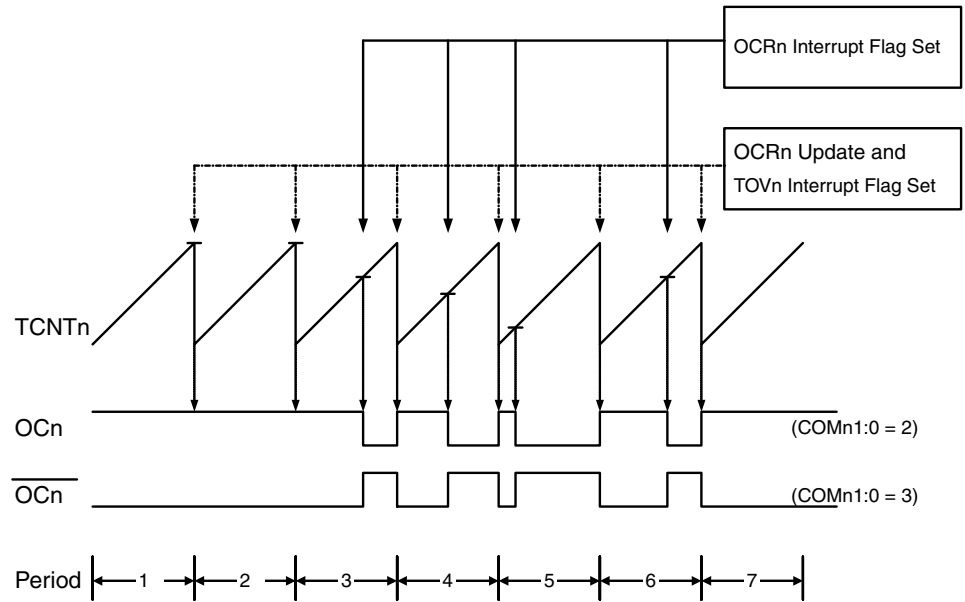 OCRn Interrupt Flag Set
OCRn Update and
TOVn Interrupt Flag Set
TCNTn
OCn
(COMn1:0 = 2)
OCn
(COMn1:0 = 3)
Period
1
2
3
4
5
6
7